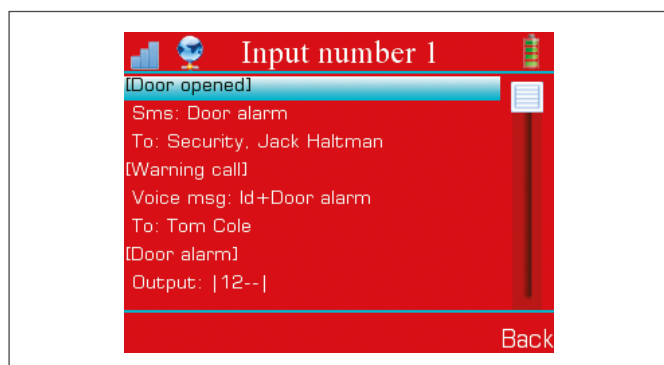 Input number 1
[Door opened]
Sms: Door alarm
To: Security, Jack Haltman
[Warning call]
Voice msg: Id+Door alarm
To: Tom Cole
[Door alarm]
Output: |12--|
Back